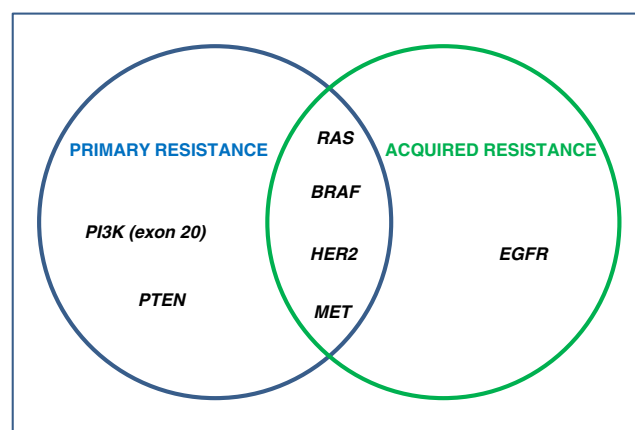 RAS
PRIMARY RESISTANCE
ACQUIRED RESISTANCE
BRAF
PI3K (exon 20)
HER2
EGFR
PTEN
MET